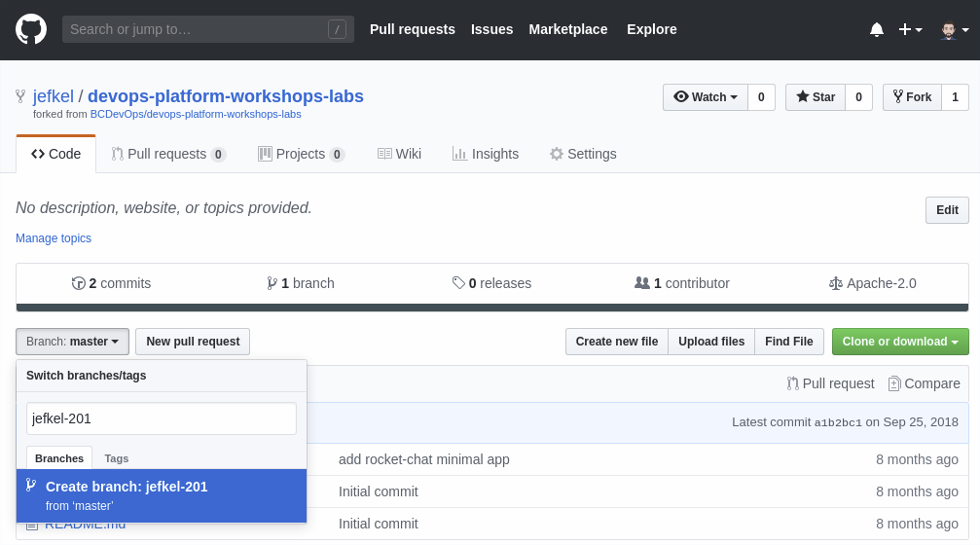 Search or jump to… /
Pull requests Issues Marketplace Explore
jefkel / devops-platform-workshops-labs
forked from BCDevOps/devops-platform-workshops-labs
Watch 0 Star 0 Fork 1
Code Pull requests 0 Projects 0 Wiki Insights Settings
No description, website, or topics provided.
Edit
Manage topics
2 commits 1 branch 0 releases 1 contributor Apache-2.0
Branch: master New pull request Create new file Upload files Find File Clone or download
Switch branches/tags
Pull request Compare
jefkel-201
Latest commit a1b2bc1 on Sep 25, 2018
Branches Tags
add rocket-chat minimal app 8 months ago
Create branch: jefkel-201
from ‘master’
Initial commit 8 months ago
README.md Initial commit 8 months ago